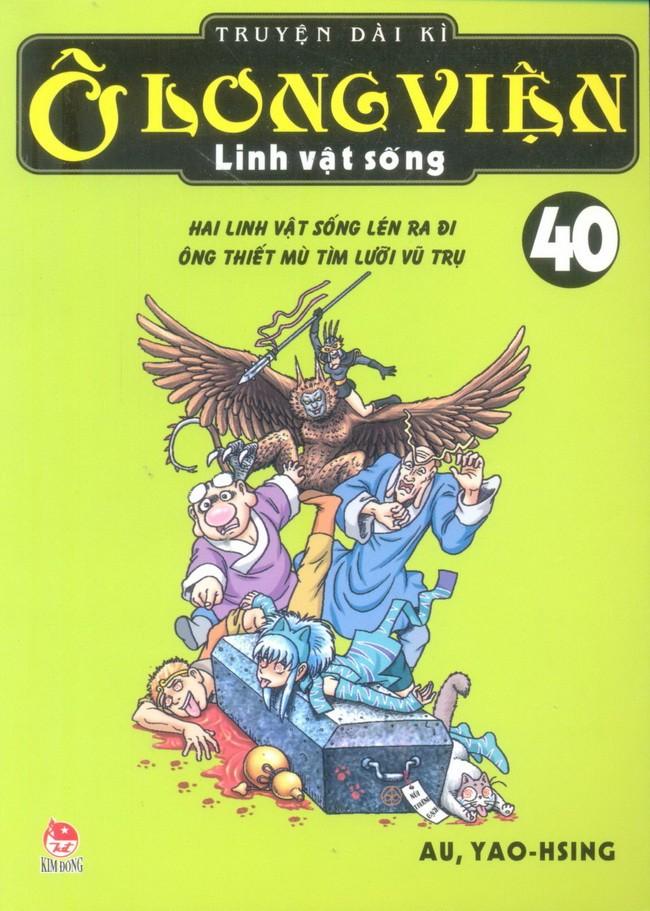 TRUYỆN DÀI KÌ
Ô LONG VIỆN
Linh vật sống
HAI LINH VẬT SỐNG LÉN RA ĐI
ÔNG THIẾT MÙ TÌM LƯỠI VŨ TRỤ
40
KIM ĐỒNG
AU, YAO-HSING